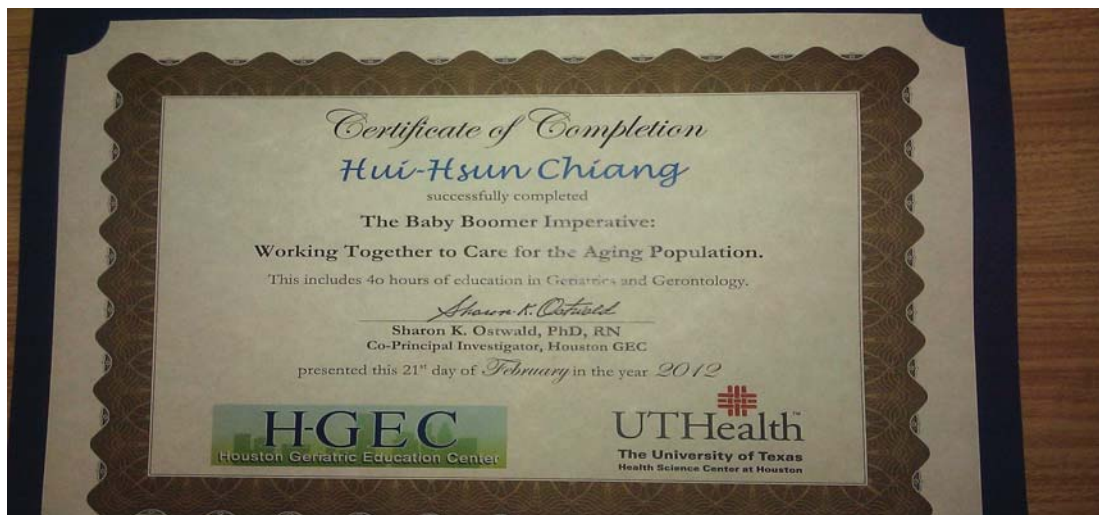 Certificate of Completion
Hui-Hsun Chiang
successfully completed
The Baby Boomer Imperative:
Working Together to Care for the Aging Population.
This includes 40 hours of education in Geriatrics and Gerontology.
Sharon K. Ostwald
Sharon K. Ostwald, PhD, RN
Co-Principal Investigator, Houston GEC
presented this 21st day of February in the year 2012
H-GEC
Houston Geriatric Education Center
UTHealth™
The University of Texas
Health Science Center at Houston